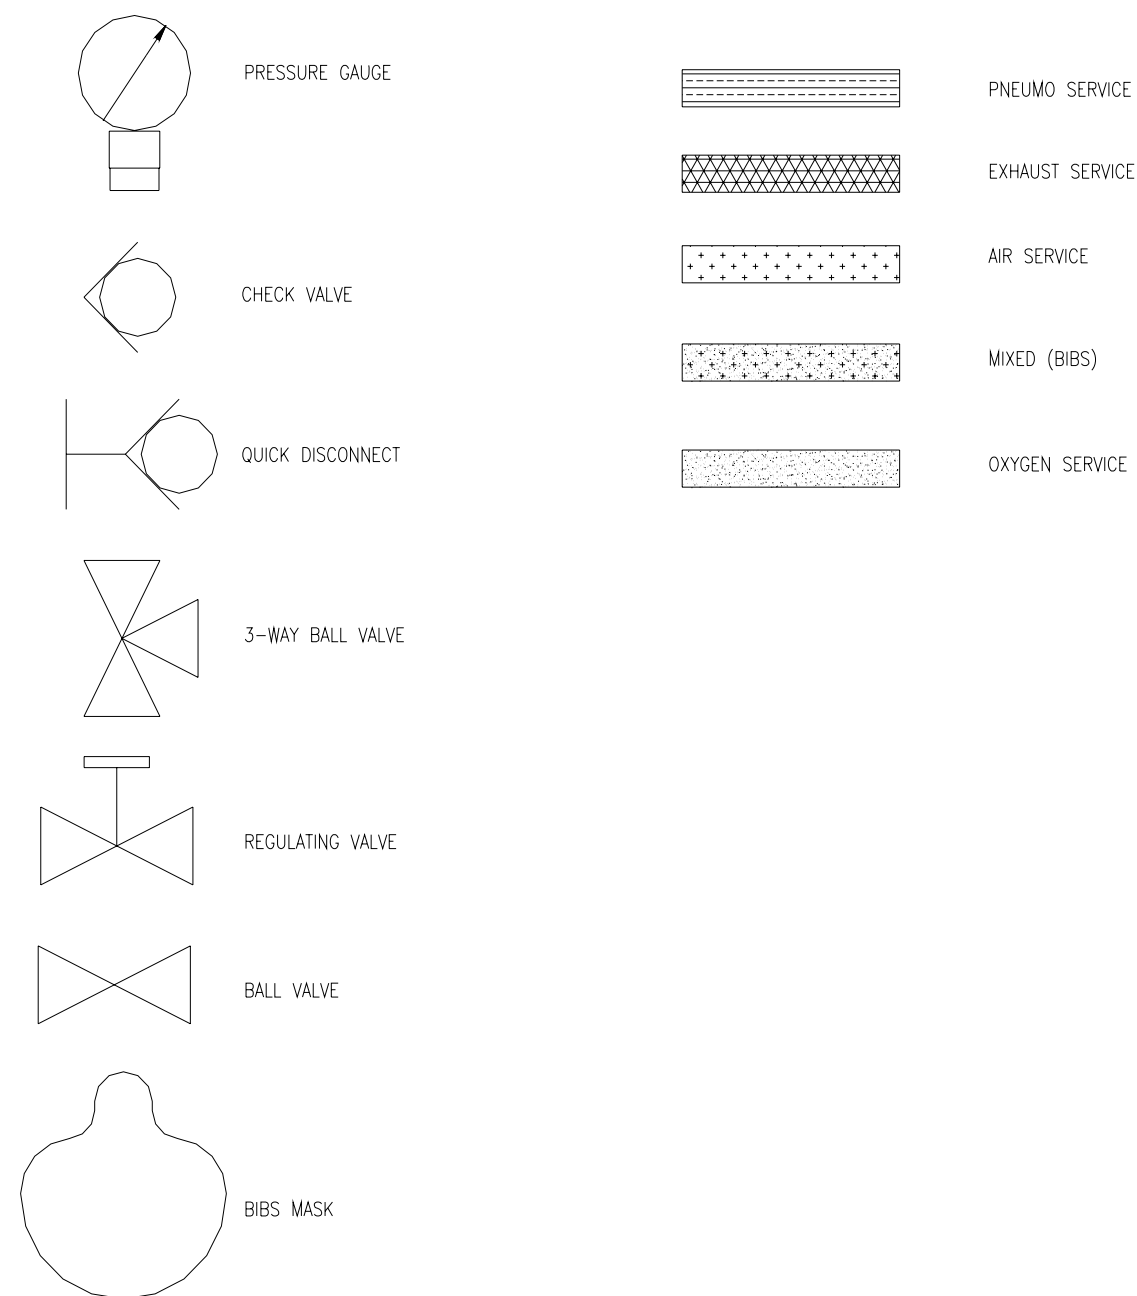 PRESSURE GAUGE
CHECK VALVE
QUICK DISCONNECT
3-WAY BALL VALVE
REGULATING VALVE
BALL VALVE
BIBS MASK
PNEUMO SERVICE
EXHAUST SERVICE
AIR SERVICE
MIXED (BIBS)
OXYGEN SERVICE